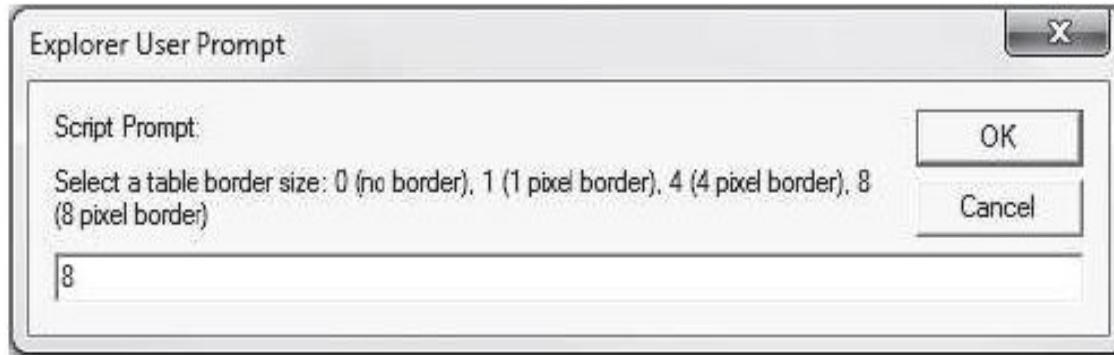 Explorer User Prompt
X
Script Prompt:
OK
Select a table border size: 0 (no border), 1 (1 pixel border), 4 (4 pixel border), 8
(8 pixel border)
Cancel
8